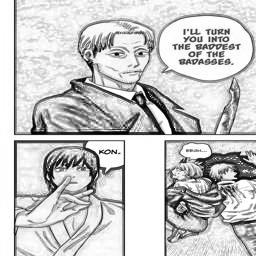 I'LL TURN
YOU INTO
THE BADDEST
OF THE
BADASSES.
KON.